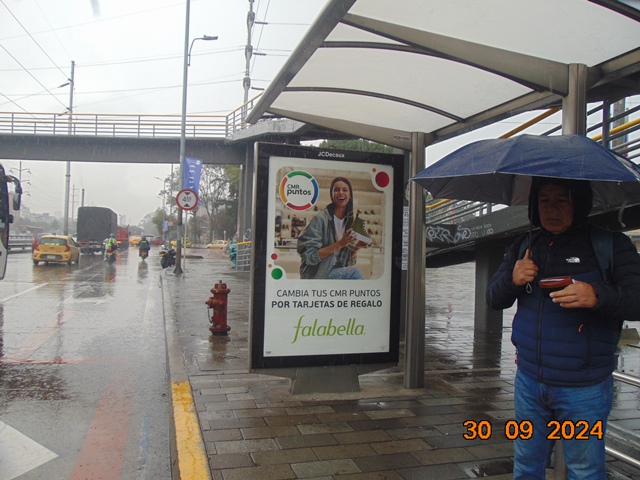 JCDecaux
CMR
puntos
CAMBIA TUS CMR PUNTOS
POR TARJETAS DE REGALO
falabella.
30 09 2024